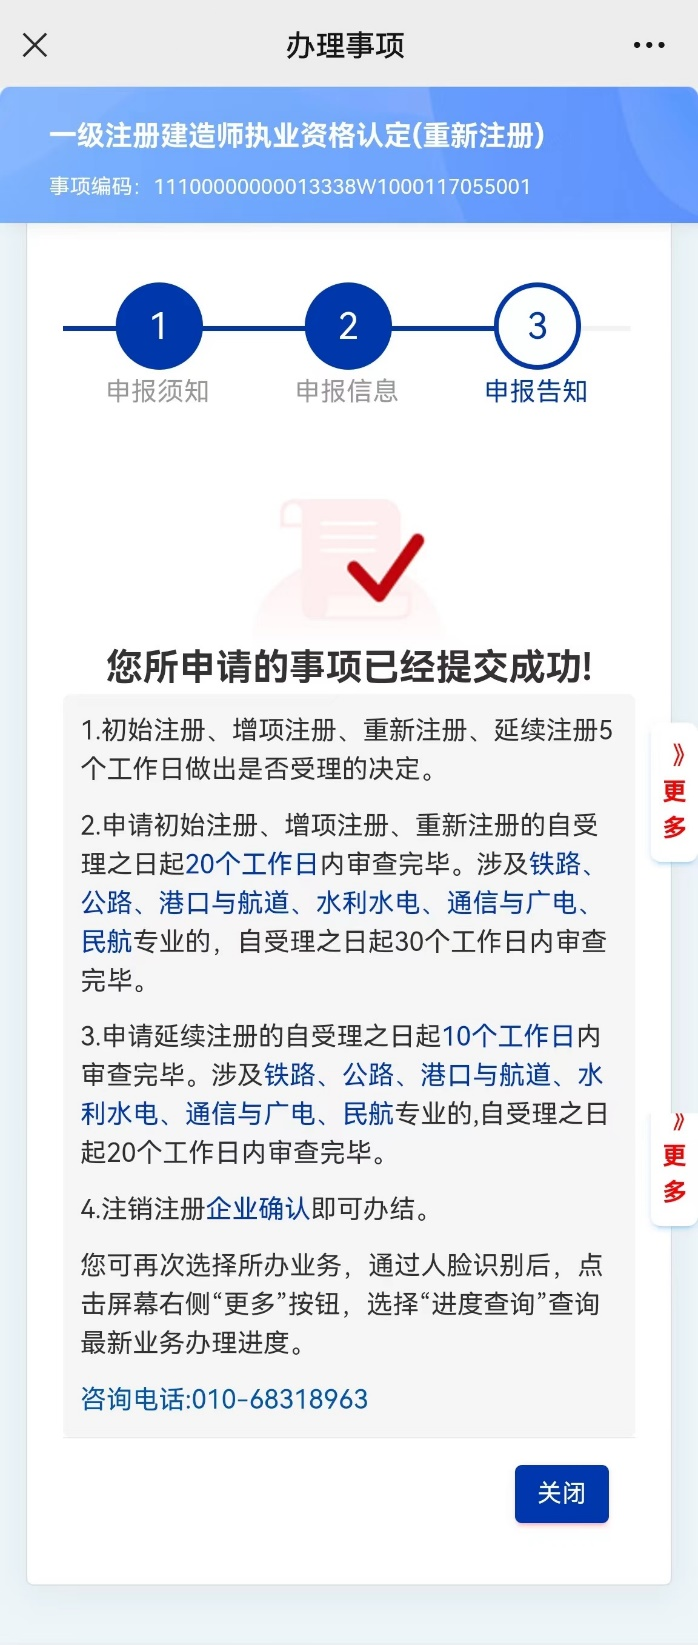 办理事项
一级注册建造师执业资格认定(重新注册)
事项编码：11100000000013338W1000117055001
1
2
3
申报须知
申报信息
申报告知
您所申请的事项已经提交成功!
1.初始注册、增项注册、重新注册、延续注册5
个工作日做出是否受理的决定。
2.申请初始注册、增项注册、重新注册的自受
理之日起20个工作日内审查完毕。涉及铁路、
公路、港口与航道、水利水电、通信与广电、
民航专业的，自受理之日起30个工作日内审查
完毕。
3.申请延续注册的自受理之日起10个工作日内
审查完毕。涉及铁路、公路、港口与航道、水
利水电、通信与广电、民航专业的,自受理之日
起20个工作日内审查完毕。
4.注销注册企业确认即可办结。
您可再次选择所办业务，通过人脸识别后，点
击屏幕右侧“更多”按钮，选择“进度查询”查询
最新业务办理进度。
咨询电话:010-68318963
关闭
》
更
多
》
更
多